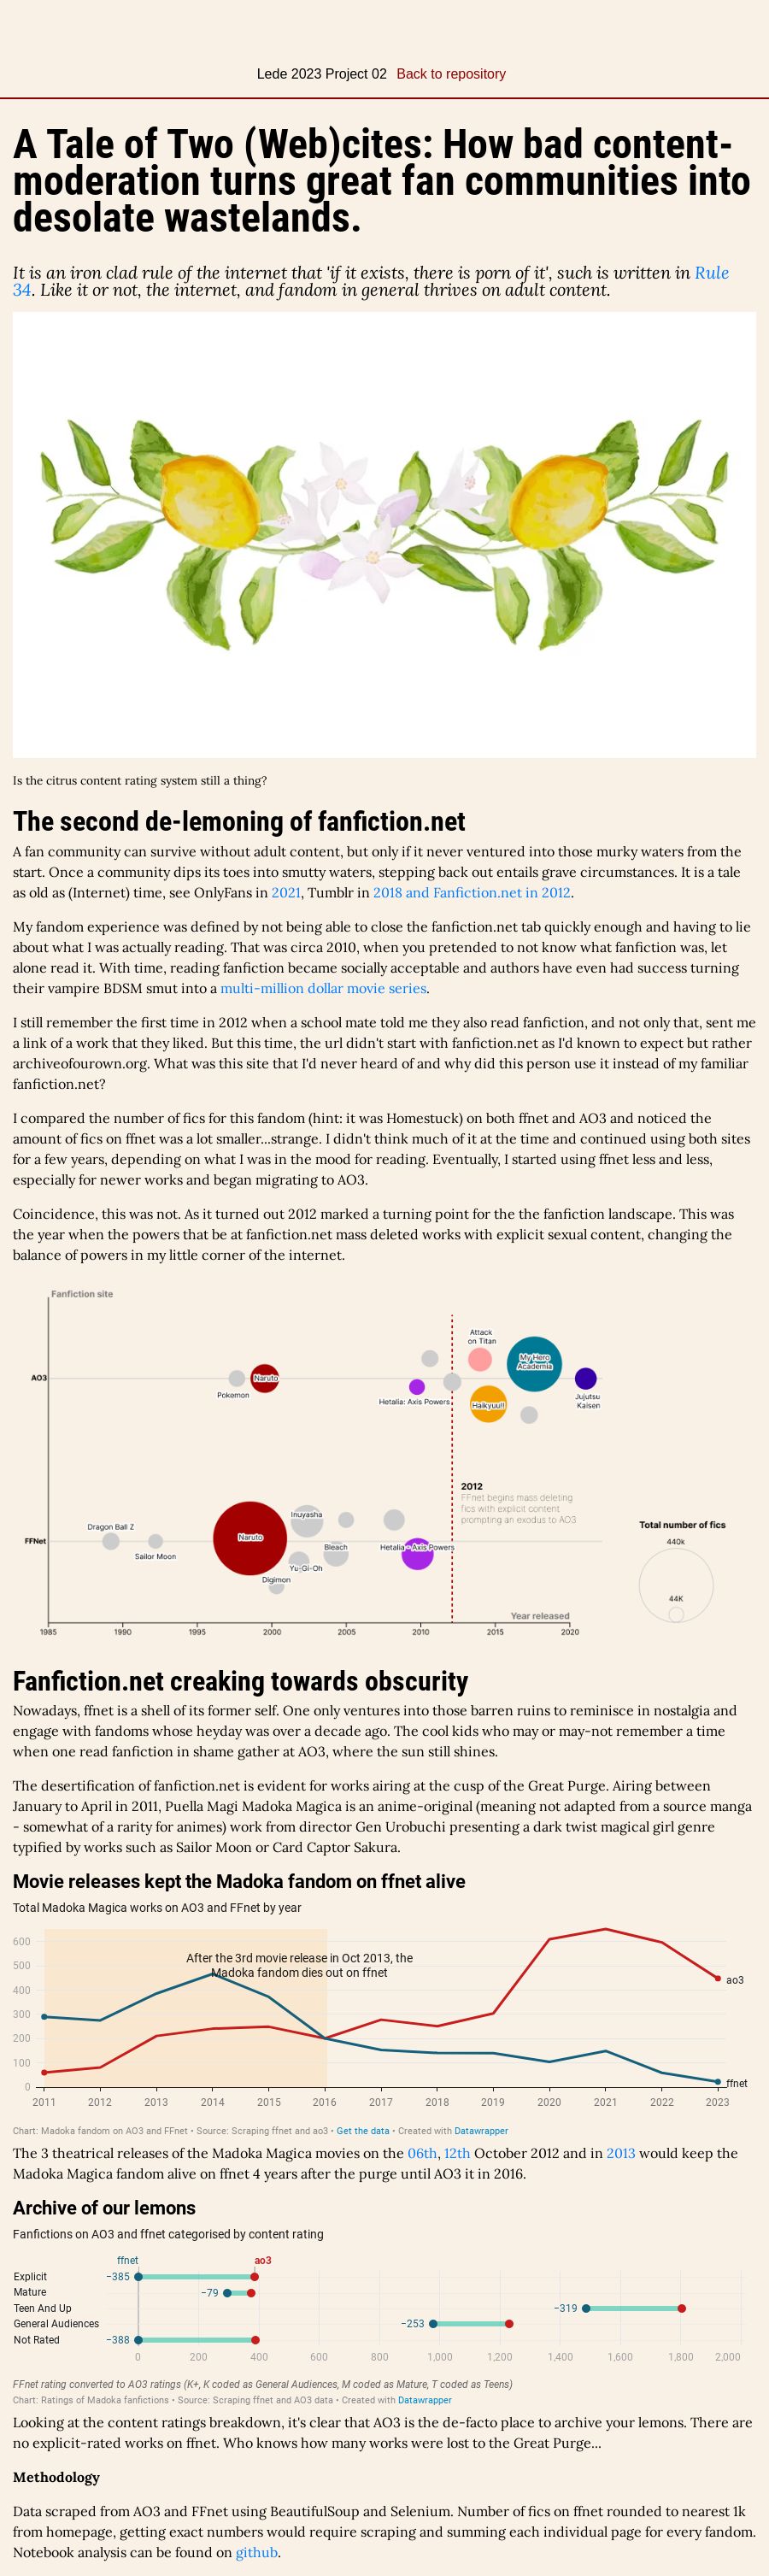 Lede 2023 Project 02 Back to repository
A Tale of Two (Web)cites: How bad content-
moderation turns great fan communities into
desolate wastelands.
It is an iron clad rule of the internet that 'if it exists, there is porn of it', such is written in Rule
34. Like it or not, the internet, and fandom in general thrives on adult content.
Is the citrus content rating system still a thing?
The second de-lemoning of fanfiction.net
A fan community can survive without adult content, but only if it never ventured into those murky waters from the
start. Once a community dips its toes into smutty waters, stepping back out entails grave circumstances. It is a tale
as old as (Internet) time, see OnlyFans in 2021, Tumblr in 2018 and Fanfiction.net in 2012.
My fandom experience was defined by not being able to close the fanfiction.net tab quickly enough and having to lie
about what I was actually reading. That was circa 2010, when you pretended to not know what fanfiction was, let
alone read it. With time, reading fanfiction became socially acceptable and authors have even had success turning
their vampire BDSM smut into a multi-million dollar movie series.
I still remember the first time in 2012 when a school mate told me they also read fanfiction, and not only that, sent me
a link of a work that they liked. But this time, the url didn't start with fanfiction.net as I'd known to expect but rather
archiveofourown.org. What was this site that I'd never heard of and why did this person use it instead of my familiar
fanfiction.net?
I compared the number of fics for this fandom (hint: it was Homestuck) on both ffnet and AO3 and noticed the
amount of fics on ffnet was a lot smaller...strange. I didn't think much of it at the time and continued using both sites
for a few years, depending on what I was in the mood for reading. Eventually, I started using ffnet less and less,
especially for newer works and began migrating to AO3.
Coincidence, this was not. As it turned out 2012 marked a turning point for the the fanfiction landscape. This was
the year when the powers that be at fanfiction.net mass deleted works with explicit sexual content, changing the
balance of powers in my little corner of the internet.
Fanfiction site
Attack
on Titan
My Hero
Academia
AO3
Naruto
Pokemon
Hetalia: Axis Powers
Haikyuu!!
Jujutsu
Kaisen
2012
FFnet begins mass deleting
fics with explicit content
prompting an exodus to AO3
Inuyasha
Dragon Ball Z
Naruto
FFNet
Sailor Moon
Bleach
Hetalia - Axis Powers
Yu-Gi-Oh
Digimon
Total number of fics
440k
44K
Year released
1985 1990 1995 2000 2005 2010 2015 2020
Fanfiction.net creaking towards obscurity
Nowadays, ffnet is a shell of its former self. One only ventures into those barren ruins to reminisce in nostalgia and
engage with fandoms whose heyday was over a decade ago. The cool kids who may or may-not remember a time
when one read fanfiction in shame gather at AO3, where the sun still shines.
The desertification of fanfiction.net is evident for works airing at the cusp of the Great Purge. Airing between
January to April in 2011, Puella Magi Madoka Magica is an anime-original (meaning not adapted from a source manga
- somewhat of a rarity for animes) work from director Gen Urobuchi presenting a dark twist magical girl genre
typified by works such as Sailor Moon or Card Captor Sakura.
Movie releases kept the Madoka fandom on ffnet alive
Total Madoka Magica works on AO3 and FFnet by year
600
500
400
300
200
100
0
After the 3rd movie release in Oct 2013, the
Madoka fandom dies out on ffnet
ao3
ffnet
2011 2012 2013 2014 2015 2016 2017 2018 2019 2020 2021 2022 2023
Chart: Madoka fandom on AO3 and FFnet • Source: Scraping ffnet and ao3 • Get the data • Created with Datawrapper
The 3 theatrical releases of the Madoka Magica movies on the 06th, 12th October 2012 and in 2013 would keep the
Madoka Magica fandom alive on ffnet 4 years after the purge until AO3 it in 2016.
Archive of our lemons
Fanfictions on AO3 and ffnet categorised by content rating
ffnet ao3
Explicit −385
Mature −79
Teen And Up −319
General Audiences −253
Not Rated −388
0 200 400 600 800 1,000 1,200 1,400 1,600 1,800 2,000
FFnet rating converted to AO3 ratings (K+, K coded as General Audiences, M coded as Mature, T coded as Teens)
Chart: Ratings of Madoka fanfictions • Source: Scraping ffnet and AO3 data • Created with Datawrapper
Looking at the content ratings breakdown, it's clear that AO3 is the de-facto place to archive your lemons. There are
no explicit-rated works on ffnet. Who knows how many works were lost to the Great Purge...
Methodology
Data scraped from AO3 and FFnet using BeautifulSoup and Selenium. Number of fics on ffnet rounded to nearest 1k
from homepage, getting exact numbers would require scraping and summing each individual page for every fandom.
Notebook analysis can be found on github.